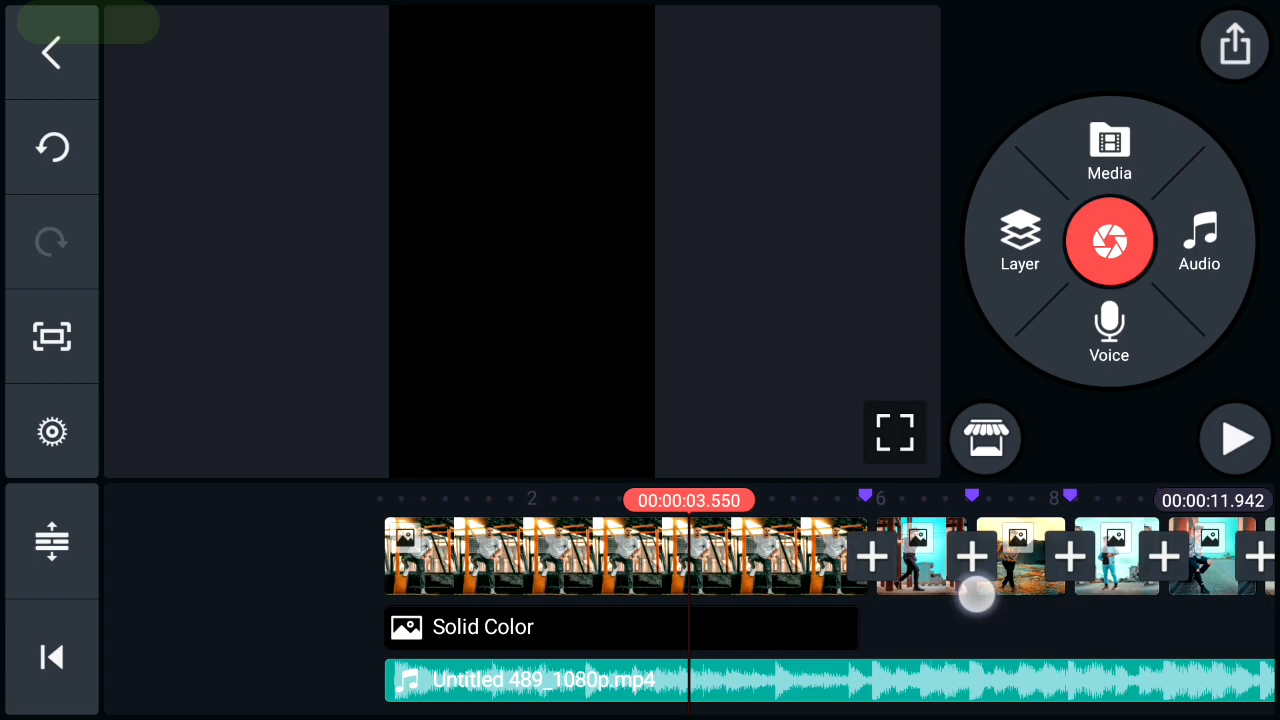 Media
Layer
Audio
Voice
2
00:00:03.550
6
8
00:00:11.942
Solid Color
Untitled 489_1080p.mp4